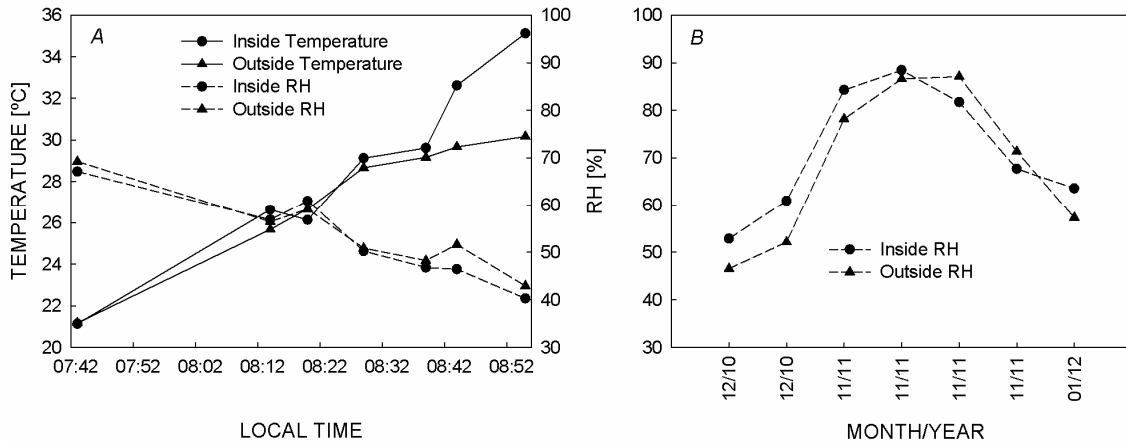 A
Inside Temperature
Outside Temperature
Inside RH
Outside RH
TEMPERATURE [ºC]
36
34
32
30
28
26
24
22
20
100
90
80
70
60
50
40
30
RH [%]
07:42 07:52 08:02 08:12 08:22 08:32 08:42 08:52
LOCAL TIME
B
100
90
80
70
60
50
40
30
Inside RH
Outside RH
12/10 12/10 11/11 11/11 11/11 11/11 01/12
MONTH/YEAR